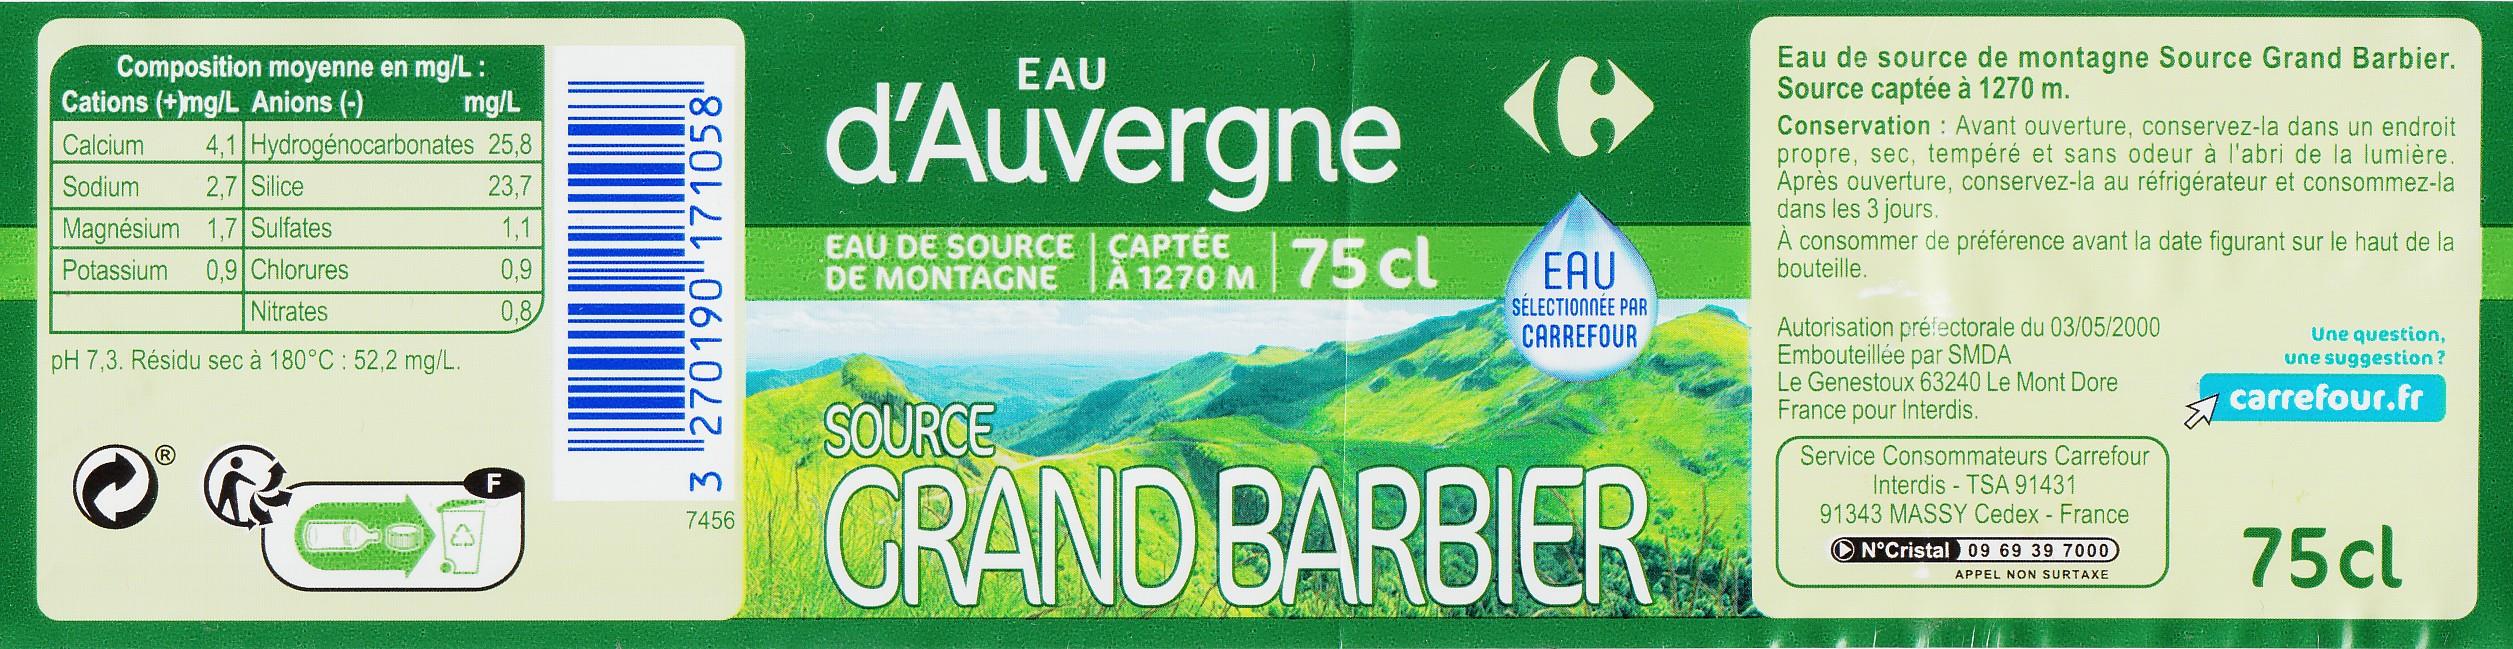 Composition moyenne en mg/L :
Cations (+)mg/L Anions (-) mg/L
Calcium 4,1 Hydrogénocarbonates 25,8
Sodium 2,7 Silice 23,7
Magnésium 1,7 Sulfates 1,1
Potassium 0,9 Chlorures 0,9
Nitrates 0,8
pH 7,3. Résidu sec à 180°C : 52,2 mg/L.
®
F
3 270190 171058
7456
EAU
d'Auvergne
EAU DE SOURCE
DE MONTAGNE
CAPTÉE
À 1270 M
75 cl
EAU
SÉLECTIONNÉE PAR
CARREFOUR
SOURCE
GRAND BARBIER
Eau de source de montagne Source Grand Barbier.
Source captée à 1270 m.
Conservation : Avant ouverture, conservez-la dans un endroit
propre, sec, tempéré et sans odeur à l'abri de la lumière.
Après ouverture, conservez-la au réfrigérateur et consommez-la
dans les 3 jours.
À consommer de préférence avant la date figurant sur le haut de la
bouteille.
Autorisation préfectorale du 03/05/2000
Embouteillée par SMDA
Le Genestoux 63240 Le Mont Dore
France pour Interdis.
Une question,
une suggestion ?
carrefour.fr
Service Consommateurs Carrefour
Interdis - TSA 91431
91343 MASSY Cedex - France
N°Cristal 09 69 39 7000
APPEL NON SURTAXE
75 cl